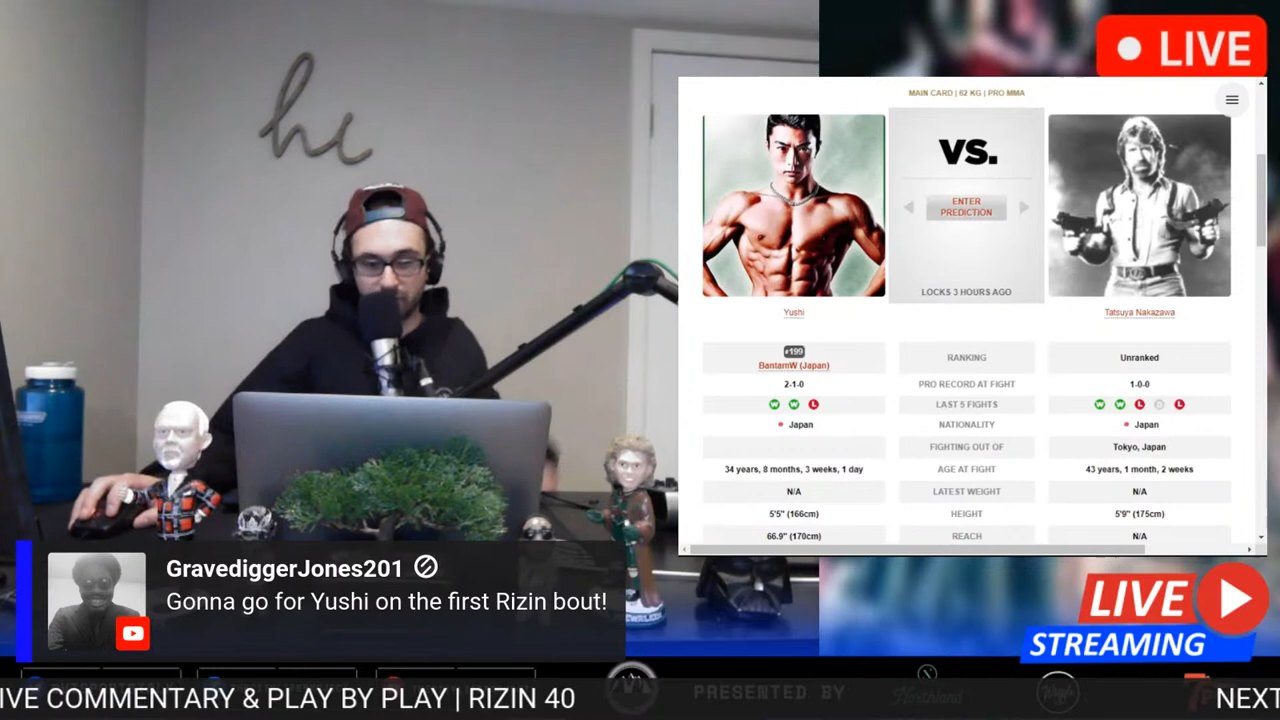 hi
LIVE
MAIN CARD | 62 KG | PRO MMA
VS.
ENTER
PREDICTION
LOCKS 3 HOURS AGO
Yushi
Tatsuya Nakazawa
#199
BantamW (Japan)
RANKING
Unranked
2-1-0
PRO RECORD AT FIGHT
1-0-0
W W L
LAST 5 FIGHTS
W W L D L
Japan
NATIONALITY
Japan
FIGHTING OUT OF
Tokyo, Japan
34 years, 8 months, 3 weeks, 1 day
AGE AT FIGHT
43 years, 1 month, 2 weeks
N/A
LATEST WEIGHT
N/A
5'5" (166cm)
HEIGHT
5'9" (175cm)
66.9" (170cm)
REACH
N/A
GravediggerJones201
Gonna go for Yushi on the first Rizin bout!
LIVE
STREAMING
PRESENTED BY
Northland
IVE COMMENTARY & PLAY BY PLAY | RIZIN 40
NEXT